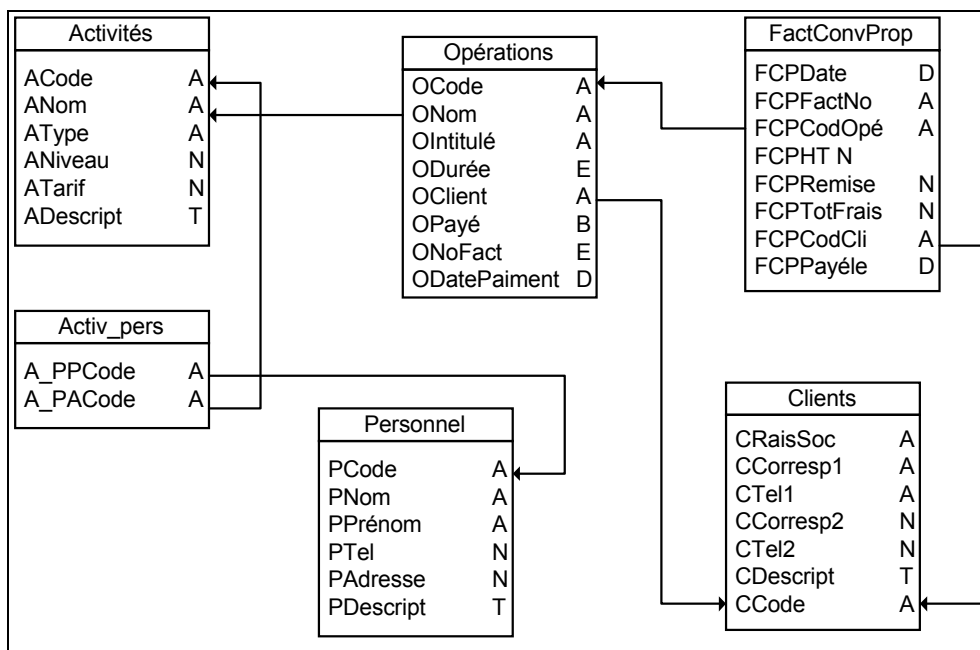 Activités
ACode A
ANom A
AType A
ANiveau N
ATarif N
ADescript T
Opérations
OCode A
ONom A
OIntitulé A
ODurée E
OClient A
OPayé B
ONoFact E
ODatePaiment D
FactConvProp
FCPDate D
FCPFactNo A
FCPCodOpé A
FCPHT N
FCPRemise N
FCPTotFrais N
FCPCodCli A
FCPPayéle D
Activ_pers
A_PPCode A
A_PACode A
Personnel
PCode A
PNom A
PPrénom A
PTel N
PAdresse N
PDescript T
Clients
CRaisSoc A
CCorresp1 A
CTel1 A
CCorresp2 N
CTel2 N
CDescript T
CCode A